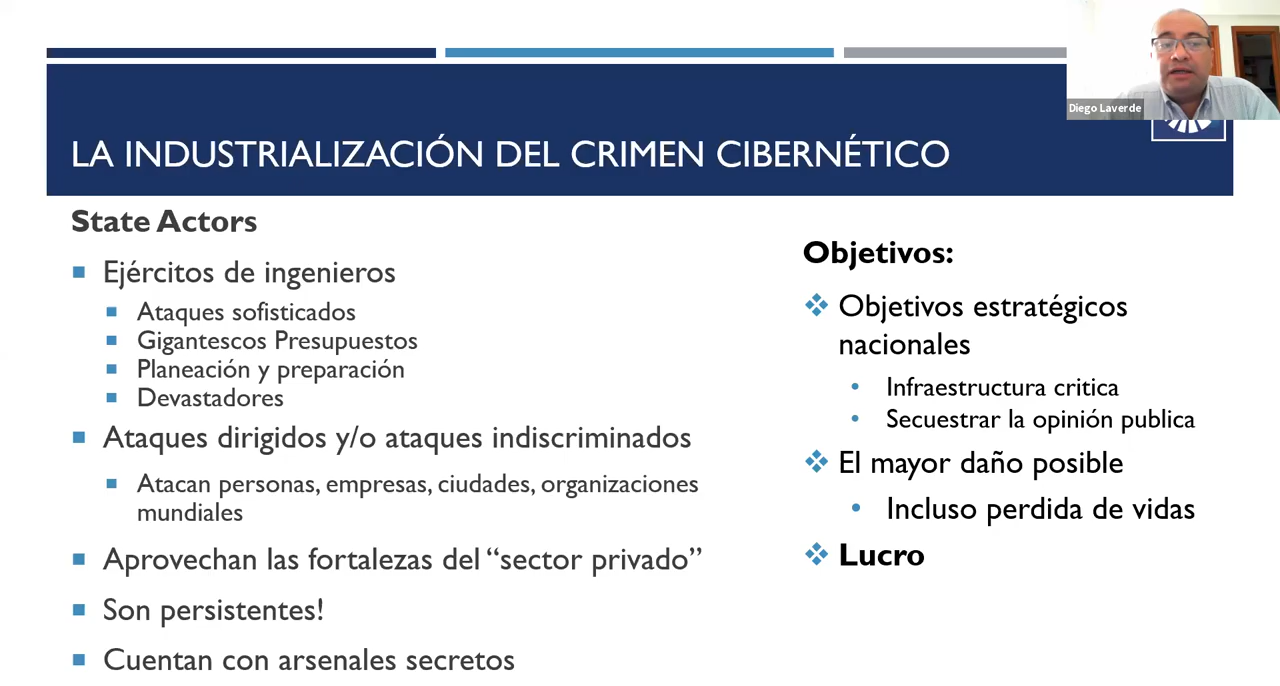 Diego Laverde
LA INDUSTRIALIZACIÓN DEL CRIMEN CIBERNÉTICO
State Actors
Ejércitos de ingenieros
Ataques sofisticados
Gigantescos Presupuestos
Planeación y preparación
Devastadores
Ataques dirigidos y/o ataques indiscriminados
Atacan personas, empresas, ciudades, organizaciones
mundiales
Aprovechan las fortalezas del “sector privado”
Son persistentes!
Cuentan con arsenales secretos
Objetivos:
Objetivos estratégicos
nacionales
Infraestructura critica
Secuestrar la opinión publica
El mayor daño posible
Incluso perdida de vidas
Lucro